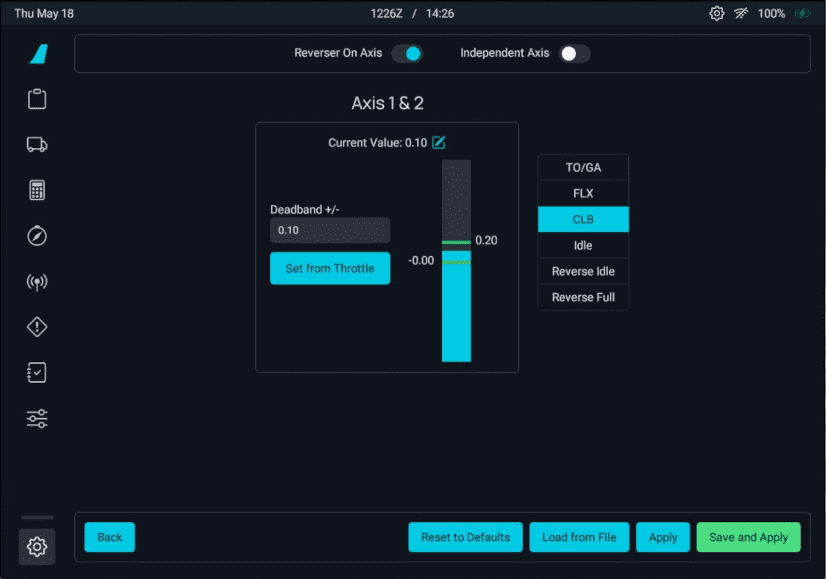 Thu May 18
1226Z / 14:26
100%
Reverser On Axis
Independent Axis
Axis 1 & 2
Current Value: 0.10
Deadband +/-
0.10
Set from Throttle
0.20
-0.00
TO/GA
FLX
CLB
Idle
Reverse Idle
Reverse Full
Back
Reset to Defaults
Load from File
Apply
Save and Apply